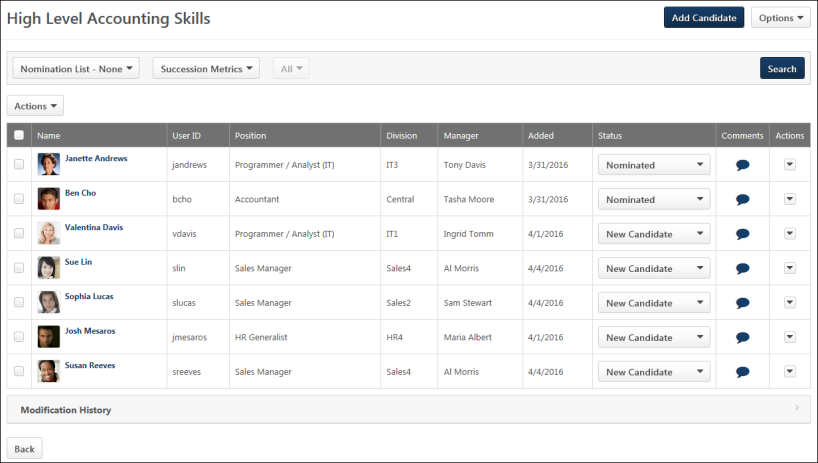 High Level Accounting Skills
Add Candidate
Options
Nomination List - None
Succession Metrics
All
Search
Actions
Name User ID Position Division Manager Added Status Comments Actions
Janette Andrews jandrews Programmer / Analyst (IT) IT3 Tony Davis 3/31/2016 Nominated
Ben Cho bcho Accountant Central Tasha Moore 3/31/2016 Nominated
Valentina Davis vdavis Programmer / Analyst (IT) IT1 Ingrid Tomm 4/1/2016 New Candidate
Sue Lin slin Sales Manager Sales4 Al Morris 4/4/2016 New Candidate
Sophia Lucas slucas Sales Manager Sales2 Sam Stewart 4/4/2016 New Candidate
Josh Mesaros jmesaros HR Generalist HR4 Maria Albert 4/1/2016 New Candidate
Susan Reeves sreeves Sales Manager Sales4 Al Morris 4/4/2016 New Candidate
Modification History
Back